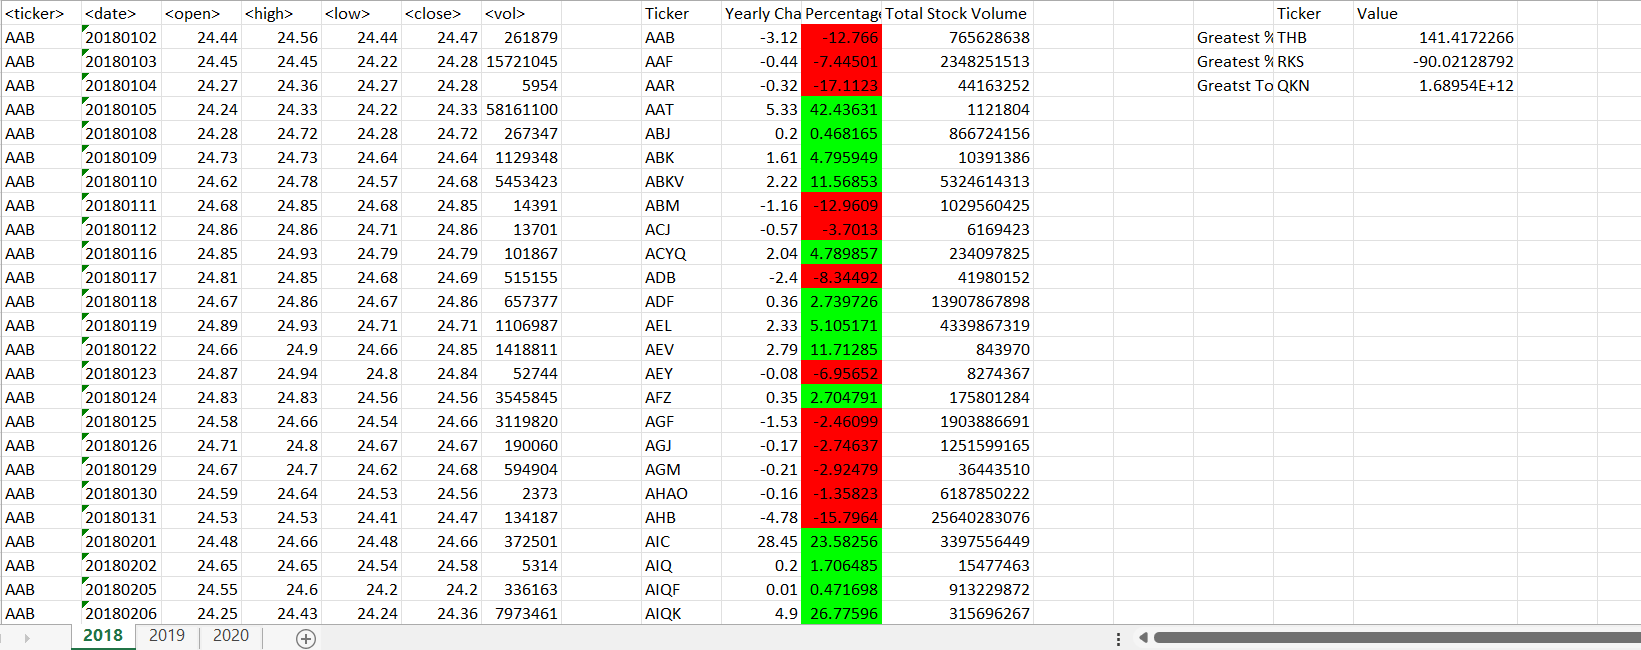 <ticker> <date> <open> <high> <low> <close> <vol> Ticker Yearly Cha Percentage Total Stock Volume Ticker Value
AAB 20180102 24.44 24.56 24.44 24.47 261879 AAB -3.12 -12.766 765628638 Greatest % THB 141.4172266
AAB 20180103 24.45 24.45 24.22 24.28 15721045 AAF -0.44 -7.44501 2348251513 Greatest % RKS -90.02128792
AAB 20180104 24.27 24.36 24.27 24.28 5954 AAR -0.32 -17.1123 44163252 Greatst To QKN 1.68954E+12
AAB 20180105 24.24 24.33 24.22 24.33 58161100 AAT 5.33 42.43631 1121804
AAB 20180108 24.28 24.72 24.28 24.72 267347 ABJ 0.2 0.468165 866724156
AAB 20180109 24.73 24.73 24.64 24.64 1129348 ABK 1.61 4.795949 10391386
AAB 20180110 24.62 24.78 24.57 24.68 5453423 ABKV 2.22 11.56853 5324614313
AAB 20180111 24.68 24.85 24.68 24.85 14391 ABM -1.16 -12.9609 1029560425
AAB 20180112 24.86 24.86 24.71 24.86 13701 ACJ -0.57 -3.7013 6169423
AAB 20180116 24.85 24.93 24.79 24.79 101867 ACYQ 2.04 4.789857 234097825
AAB 20180117 24.81 24.85 24.68 24.69 515155 ADB -2.4 -8.34492 41980152
AAB 20180118 24.67 24.86 24.67 24.86 657377 ADF 0.36 2.739726 13907867898
AAB 20180119 24.89 24.93 24.71 24.71 1106987 AEL 2.33 5.105171 4339867319
AAB 20180122 24.66 24.9 24.66 24.85 1418811 AEV 2.79 11.71285 843970
AAB 20180123 24.87 24.94 24.8 24.84 52744 AEY -0.08 -6.95652 8274367
AAB 20180124 24.83 24.83 24.56 24.56 3545845 AFZ 0.35 2.704791 175801284
AAB 20180125 24.58 24.66 24.54 24.66 3119820 AGF -1.53 -2.46099 1903886691
AAB 20180126 24.71 24.8 24.67 24.67 190060 AGJ -0.17 -2.74637 1251599165
AAB 20180129 24.67 24.7 24.62 24.68 594904 AGM -0.21 -2.92479 36443510
AAB 20180130 24.59 24.64 24.53 24.56 2373 AHAO -0.16 -1.35823 6187850222
AAB 20180131 24.53 24.53 24.41 24.47 134187 AHB -4.78 -15.7964 25640283076
AAB 20180201 24.48 24.66 24.48 24.66 372501 AIC 28.45 23.58256 3397556449
AAB 20180202 24.65 24.65 24.54 24.58 5314 AIQ 0.2 1.706485 15477463
AAB 20180205 24.55 24.6 24.2 24.2 336163 AIQF 0.01 0.471698 913229872
AAB 20180206 24.25 24.43 24.24 24.36 7973461 AIQK 4.9 26.77596 315696267
2018 2019 2020